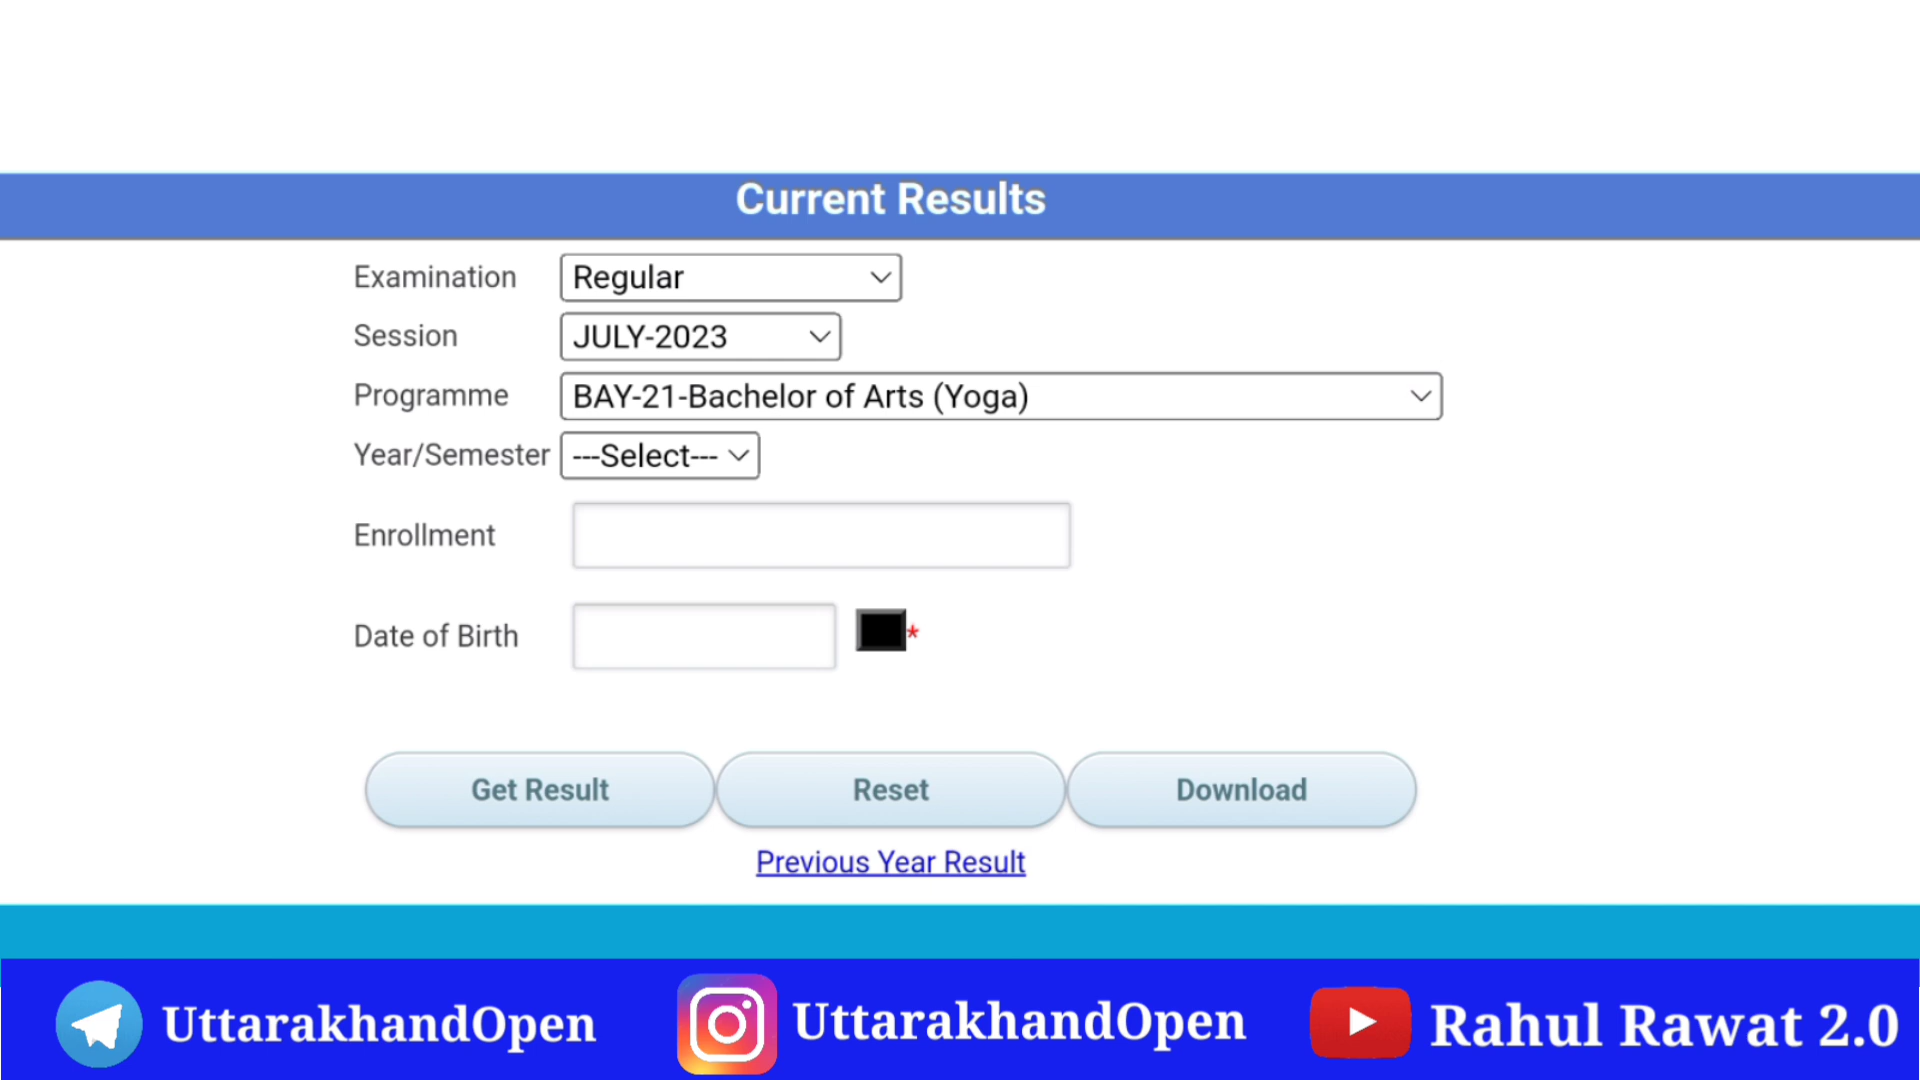 Current Results
Examination Regular
Session JULY-2023
Programme BAY-21-Bachelor of Arts (Yoga)
Year/Semester ---Select---
Enrollment
Date of Birth *
Get Result Reset Download
Previous Year Result
UttarakhandOpen UttarakhandOpen Rahul Rawat 2.0